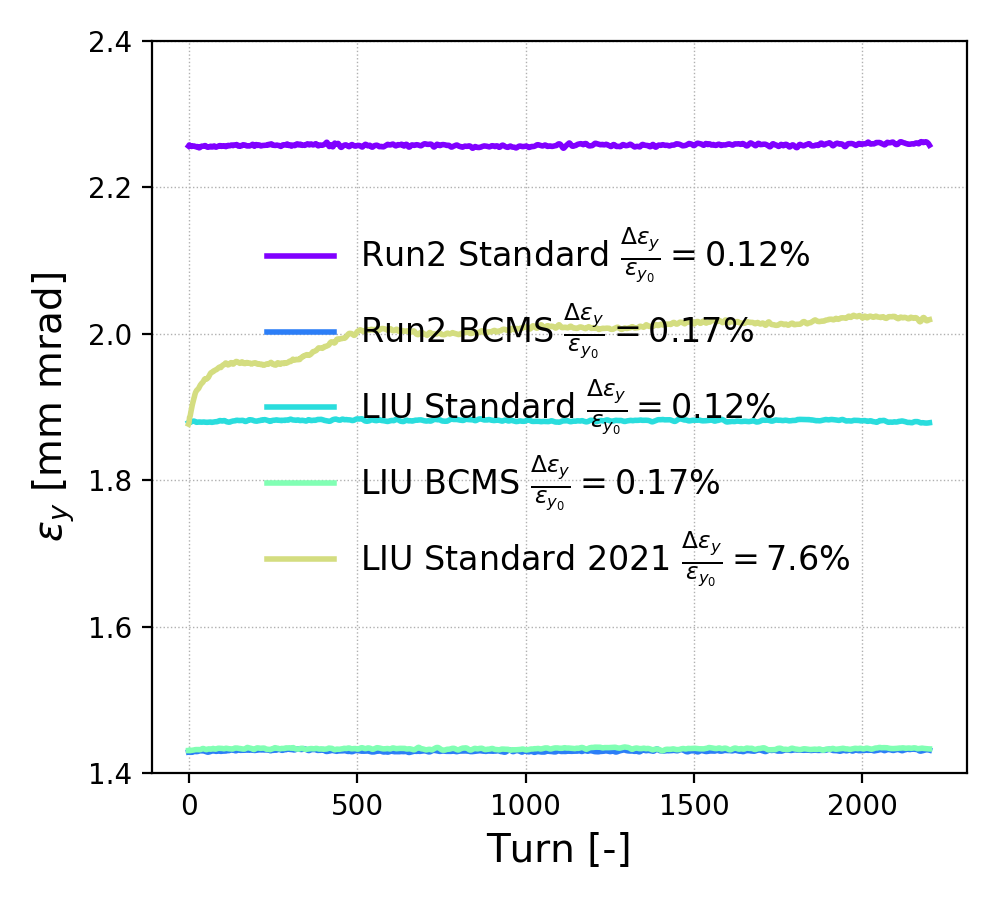 2.4
2.2
2.0
1.8
1.6
1.4
εy [mm mrad]
Run2 Standard Δεy/εy0 = 0.12%
Run2 BCMS Δεy/εy0 = 0.17%
LIU Standard Δεy/εy0 = 0.12%
LIU BCMS Δεy/εy0 = 0.17%
LIU Standard 2021 Δεy/εy0 = 7.6%
0 500 1000 1500 2000
Turn [-]